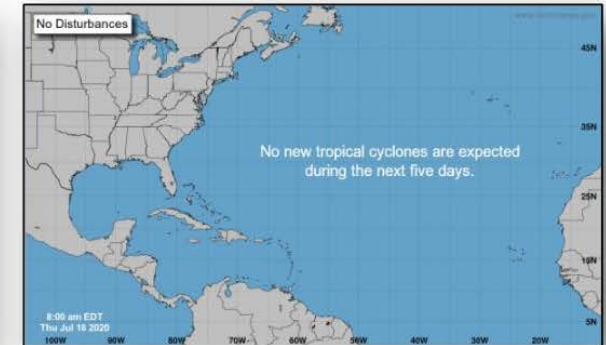 No Disturbances
45N
35N
No new tropical cyclones are expected
during the next five days.
25N
15N
8:00 am EDT
Thu Jul 16 2020
5N
100W 90W 80W 70W 60W 50W 40W 30W 20W